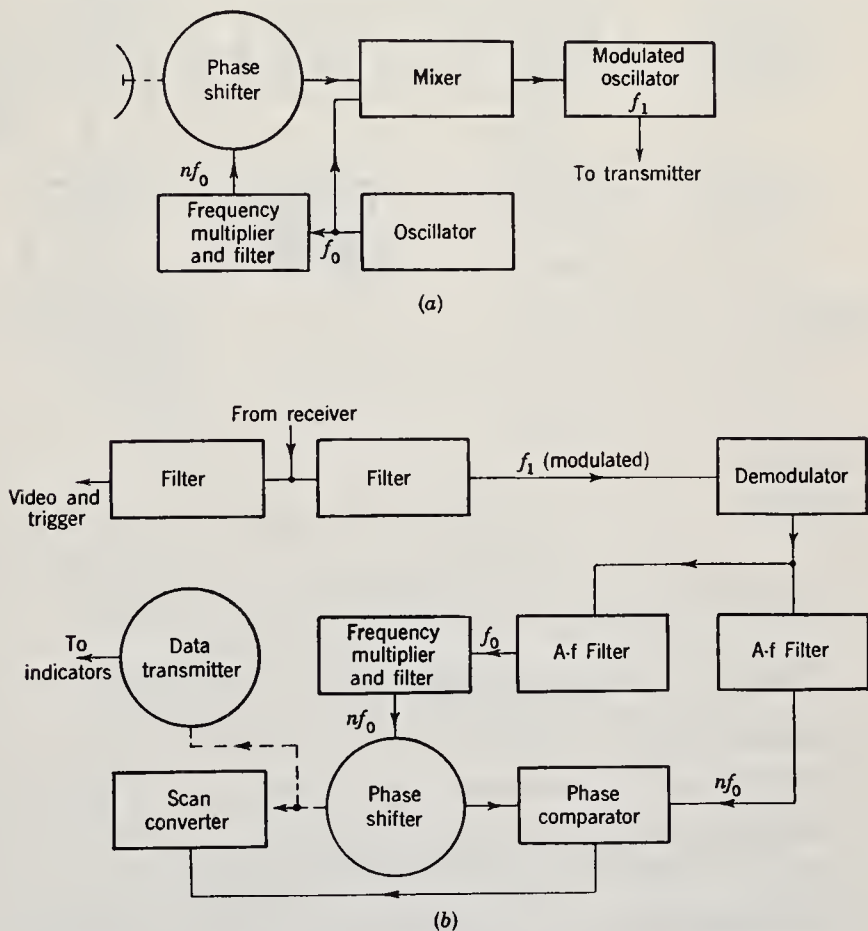 Phase
shifter
Mixer
Modulated
oscillator
f₁
To transmitter
nf₀
Frequency
multiplier
and filter
f₀
Oscillator
(a)
From receiver
Filter
Filter
f₁ (modulated)
Demodulator
Video and
trigger
To
indicators
Data
transmitter
Frequency
multiplier
and filter
f₀
A-f Filter
A-f Filter
nf₀
Scan
converter
Phase
shifter
Phase
comparator
nf₀
(b)